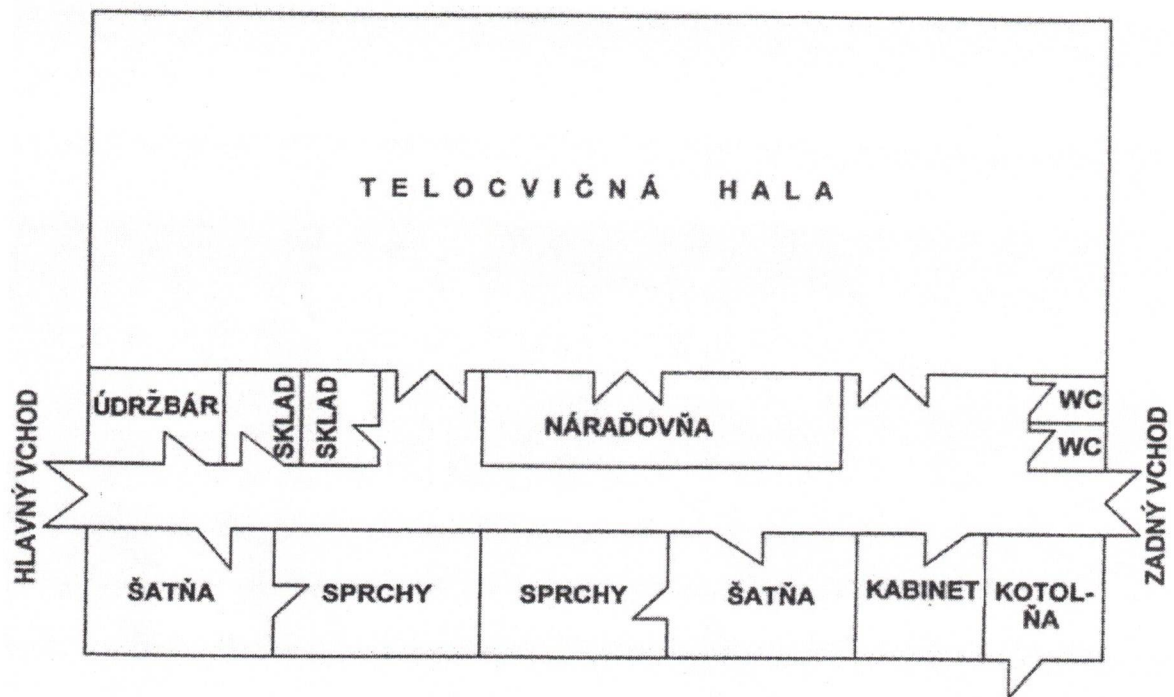 TELOCVIČNÁ HALA
HLAVNÝ VCHOD
ÚDRŽBÁR
SKLAD
SKLAD
NÁRAĎOVŇA
WC
WC
ZADNÝ VCHOD
ŠATŇA
SPRCHY
SPRCHY
ŠATŇA
KABINET
KOTOL-
ŇA